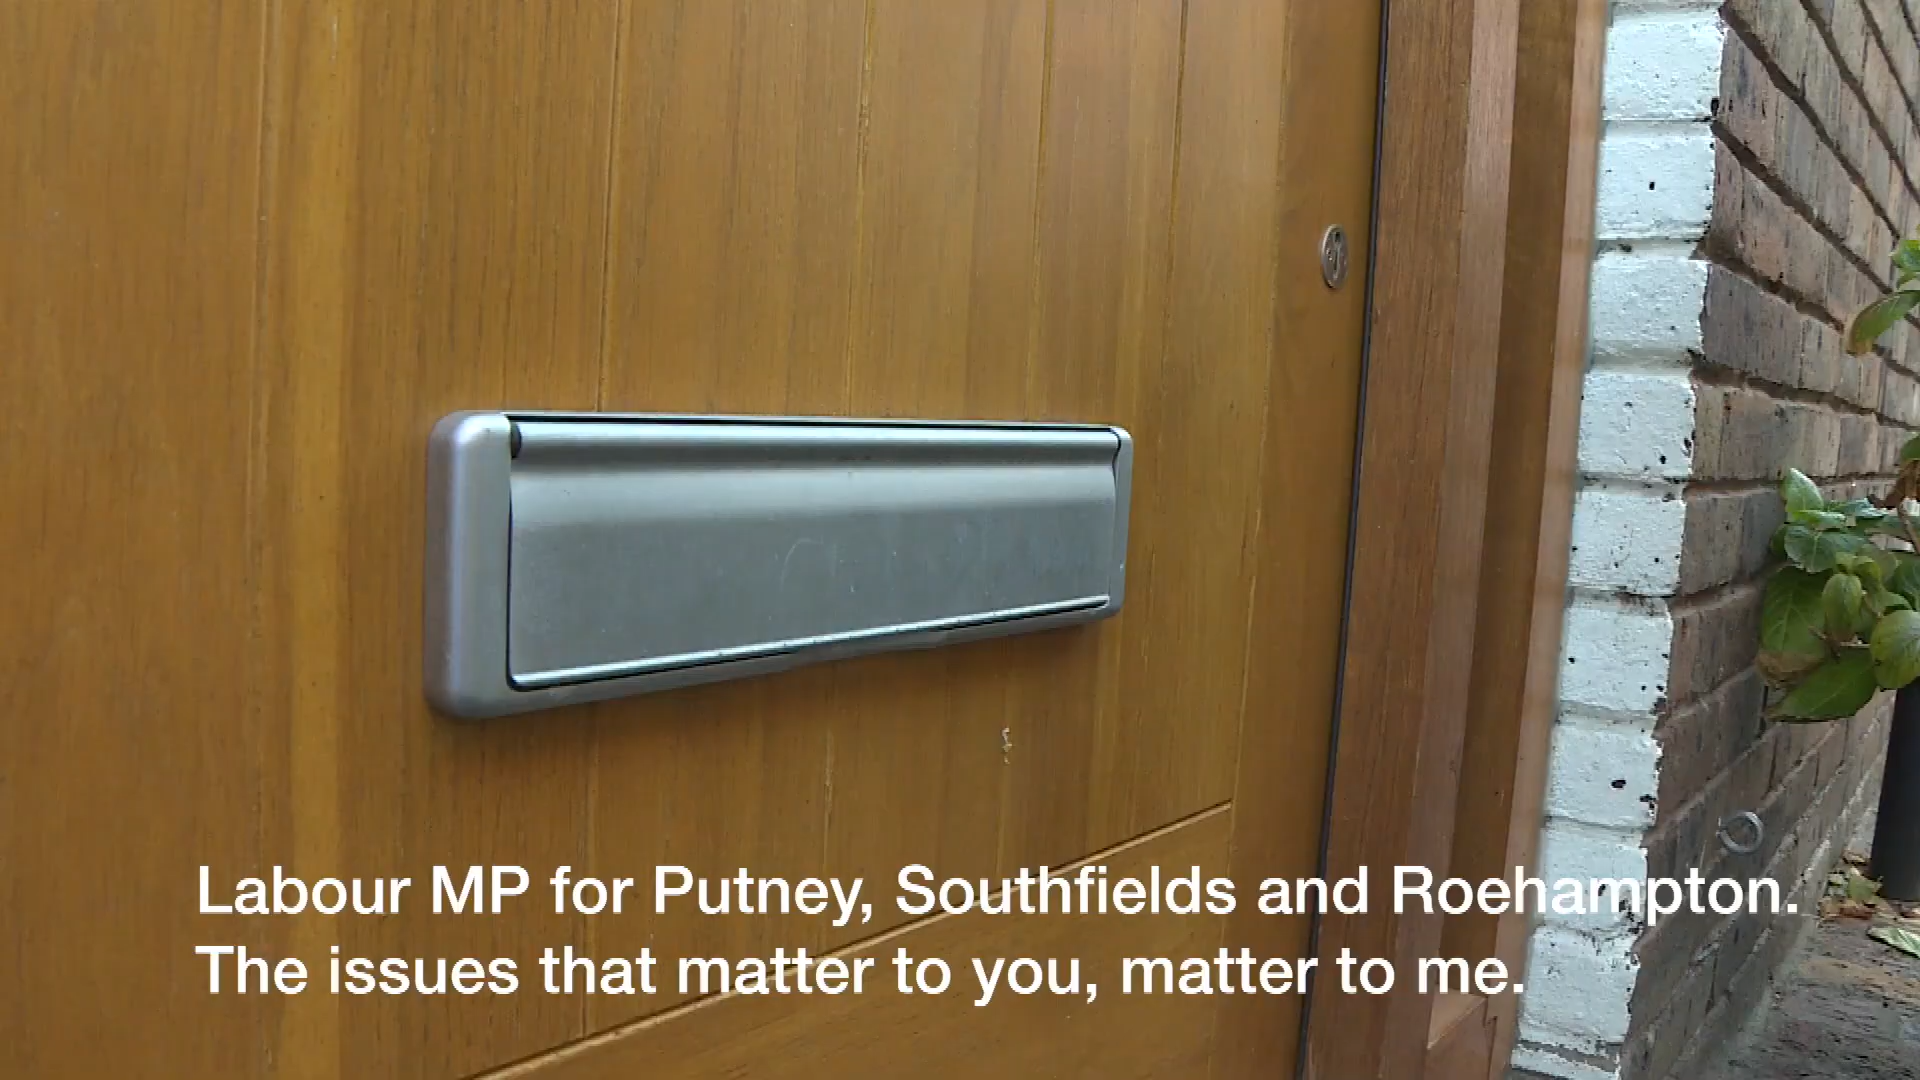 Labour MP for Putney, Southfields and Roehampton.
The issues that matter to you, matter to me.